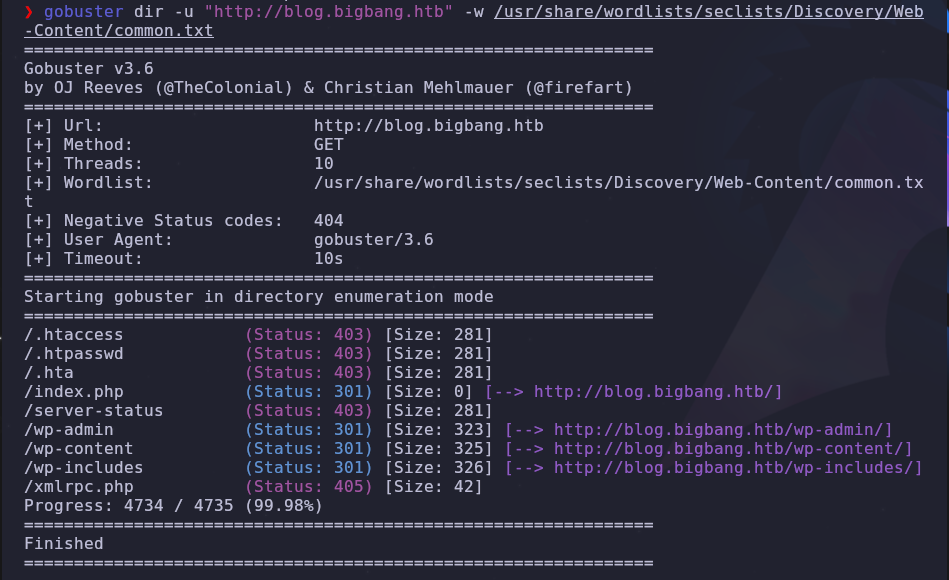 ❯ gobuster dir -u "http://blog.bigbang.htb" -w /usr/share/wordlists/seclists/Discovery/Web
-Content/common.txt
===============================================================
Gobuster v3.6
by OJ Reeves (@TheColonial) & Christian Mehlmauer (@firefart)
===============================================================
[+] Url:                     http://blog.bigbang.htb
[+] Method:                  GET
[+] Threads:                 10
[+] Wordlist:                /usr/share/wordlists/seclists/Discovery/Web-Content/common.tx
t
[+] Negative Status codes:   404
[+] User Agent:              gobuster/3.6
[+] Timeout:                 10s
===============================================================
Starting gobuster in directory enumeration mode
===============================================================
/.htaccess            (Status: 403) [Size: 281]
/.htpasswd            (Status: 403) [Size: 281]
/.hta                 (Status: 403) [Size: 281]
/index.php            (Status: 301) [Size: 0] [--> http://blog.bigbang.htb/]
/server-status        (Status: 403) [Size: 281]
/wp-admin             (Status: 301) [Size: 323] [--> http://blog.bigbang.htb/wp-admin/]
/wp-content           (Status: 301) [Size: 325] [--> http://blog.bigbang.htb/wp-content/]
/wp-includes          (Status: 301) [Size: 326] [--> http://blog.bigbang.htb/wp-includes/]
/xmlrpc.php           (Status: 405) [Size: 42]
Progress: 4734 / 4735 (99.98%)
===============================================================
Finished
===============================================================